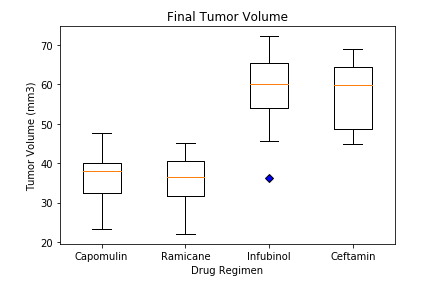 Final Tumor Volume
Tumor Volume (mm3)
70
60
50
40
30
20
Capomulin Ramicane Infubinol Ceftamin
Drug Regimen